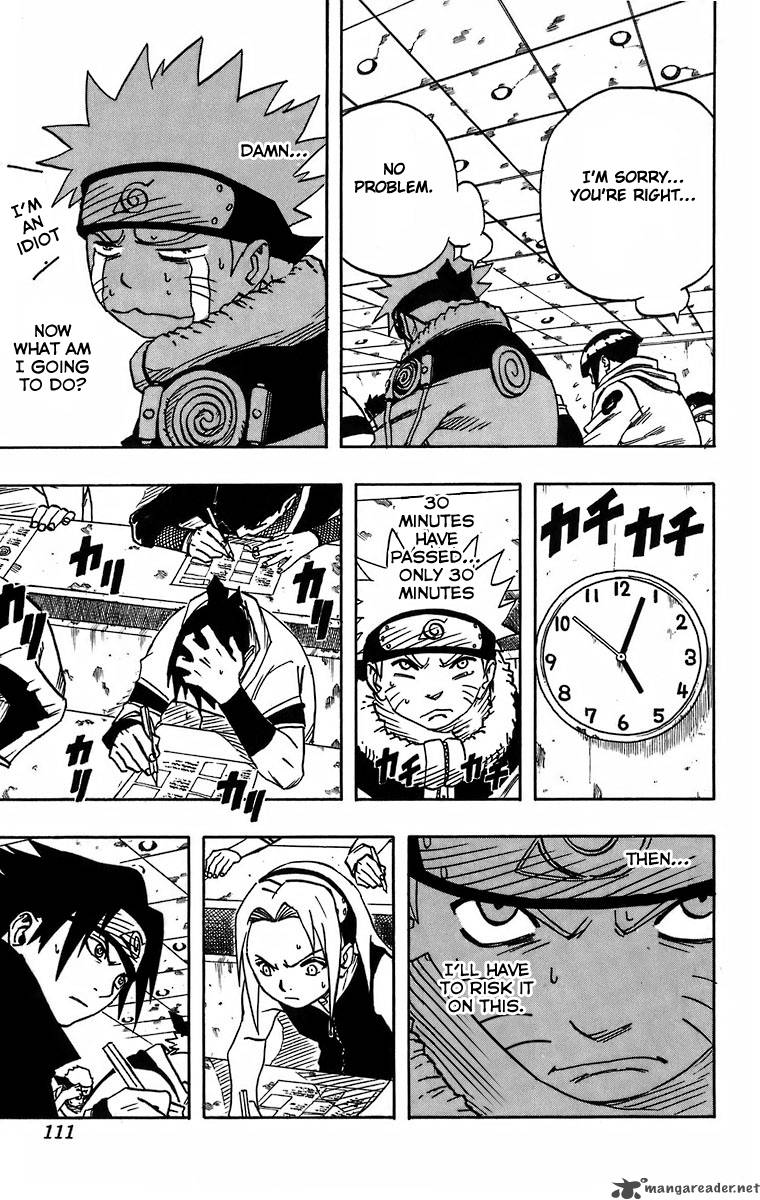 I'M SORRY...
YOU'RE RIGHT...
NO
PROBLEM.
DAMN...
I'M
AN
IDIOT
NOW
WHAT AM
I GOING
TO DO?
カチ
カチ
12
1
2
3
4
5
6
7
8
9
10
11
30
MINUTES
HAVE
PASSED...
ONLY 30
MINUTES
カチ
カチ
カリ
カリ
カリ
カリ
THEN...
I'LL HAVE
TO RISK IT
ON THIS.
111
mangareader.net